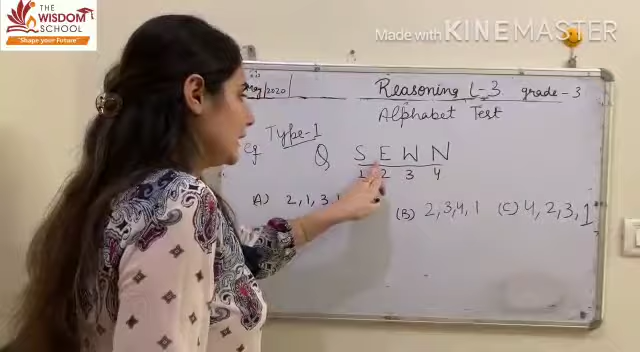 The
WISDOM
SCHOOL
"Shape your Future"
Made with KINEMASTER
May/2020
Reasoning L-3 grade-3
Alphabet Test
Eg Type-1
Q S E W N
1 2 3 4
A) 2,1,3, (B) 2,3,4,1 (C) 4,2,3,1